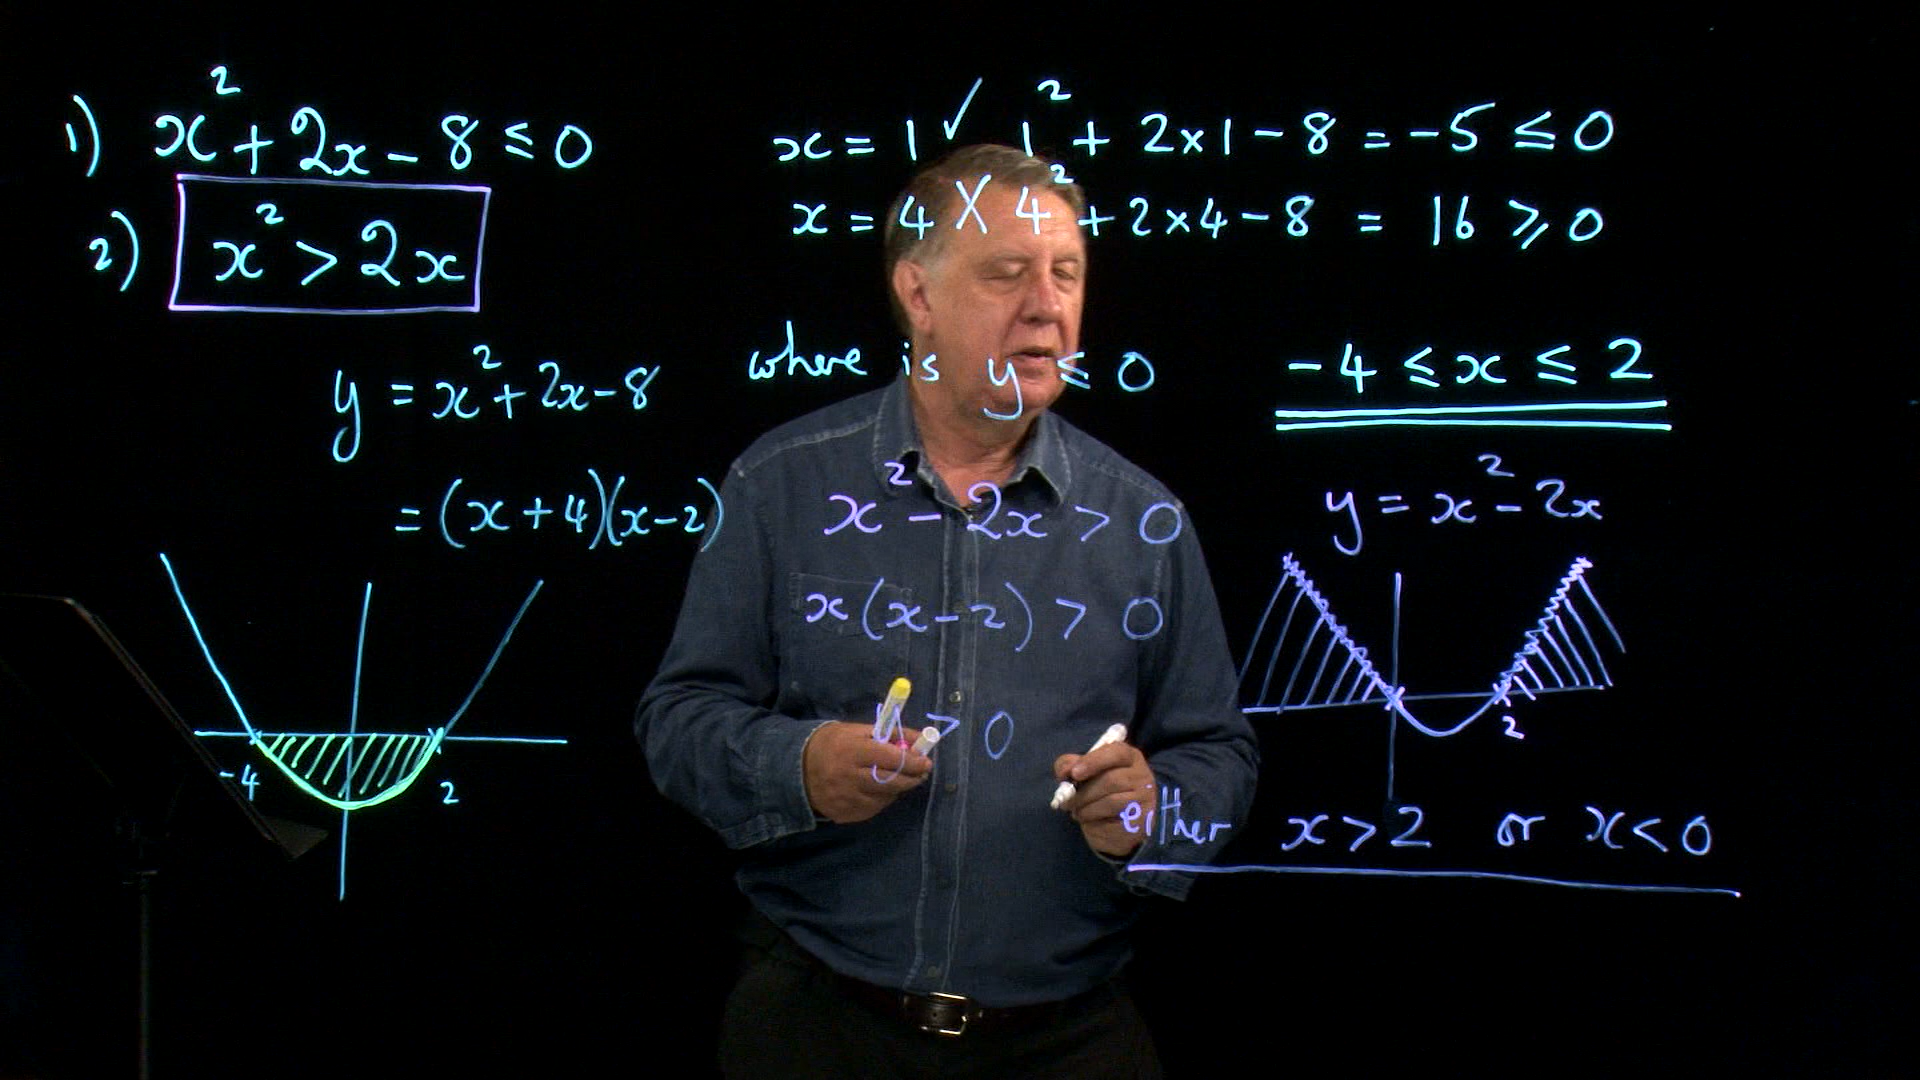 1) x² + 2x - 8 ≤ 0
x = 1 ✓ 1² + 2×1 - 8 = -5 ≤ 0
x = 4 X 4² + 2×4 - 8 = 16 ≥ 0
2) x² > 2x
y = x² + 2x - 8
= (x + 4)(x - 2)
-4 2
where is y ≤ 0
-4 ≤ x ≤ 2
x² - 2x > 0
x(x - 2) > 0
y > 0
y = x² - 2x
2
either x > 2 or x < 0